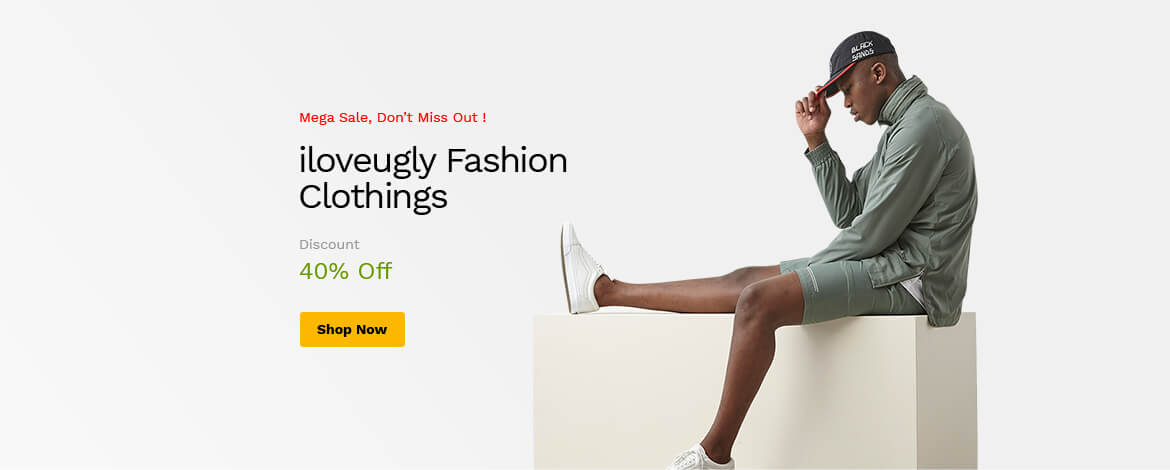 Mega Sale, Don't Miss Out !
iloveugly Fashion
Clothings
Discount
40% Off
Shop Now
BLACK
SANDS